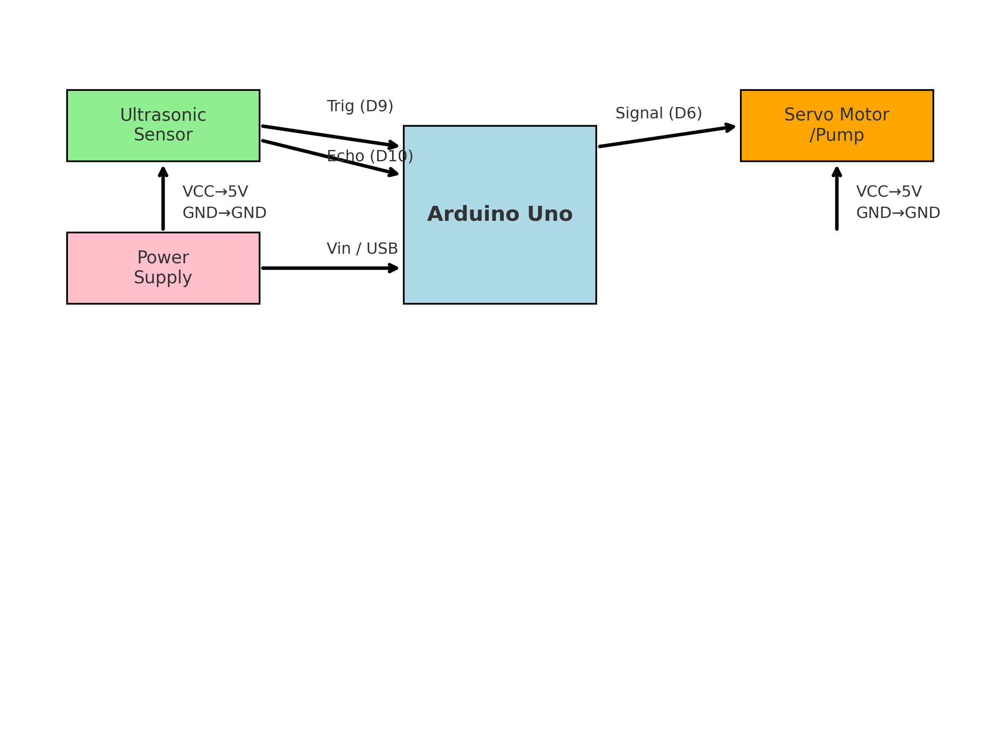 Ultrasonic
Sensor
Trig (D9)
Echo (D10)
Signal (D6)
Servo Motor
/Pump
VCC→5V
GND→GND
VCC→5V
GND→GND
Arduino Uno
Power
Supply
Vin / USB